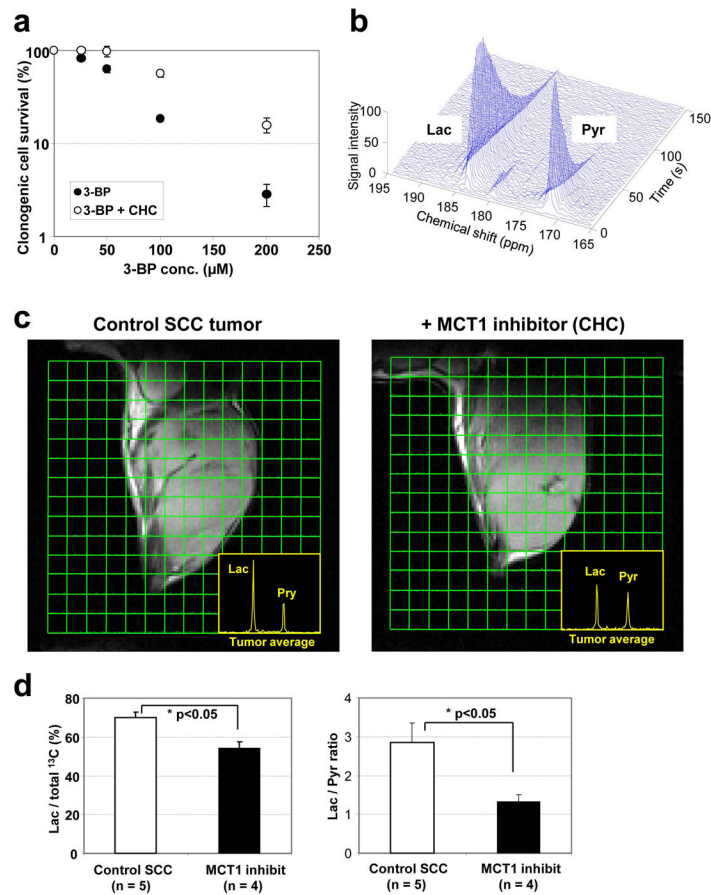 a
Clonogenic cell survival (%)
100
10
1
3-BP
3-BP + CHC
0 50 100 150 200 250
3-BP conc. (µM)
b
Signal intensity
100
50
0
Lac
Pyr
195 190 185 180 175 170 165
Chemical shift (ppm)
0
50
100
150
Time (s)
c
Control SCC tumor
+ MCT1 inhibitor (CHC)
Lac
Pry
Tumor average
Lac
Pyr
Tumor average
d
Lac / total ¹³C (%)
80
60
40
20
0
* p<0.05
Control SCC
(n = 5)
MCT1 inhibit
(n = 4)
Lac / Pyr ratio
4
3
2
1
0
* p<0.05
Control SCC
(n = 5)
MCT1 inhibit
(n = 4)